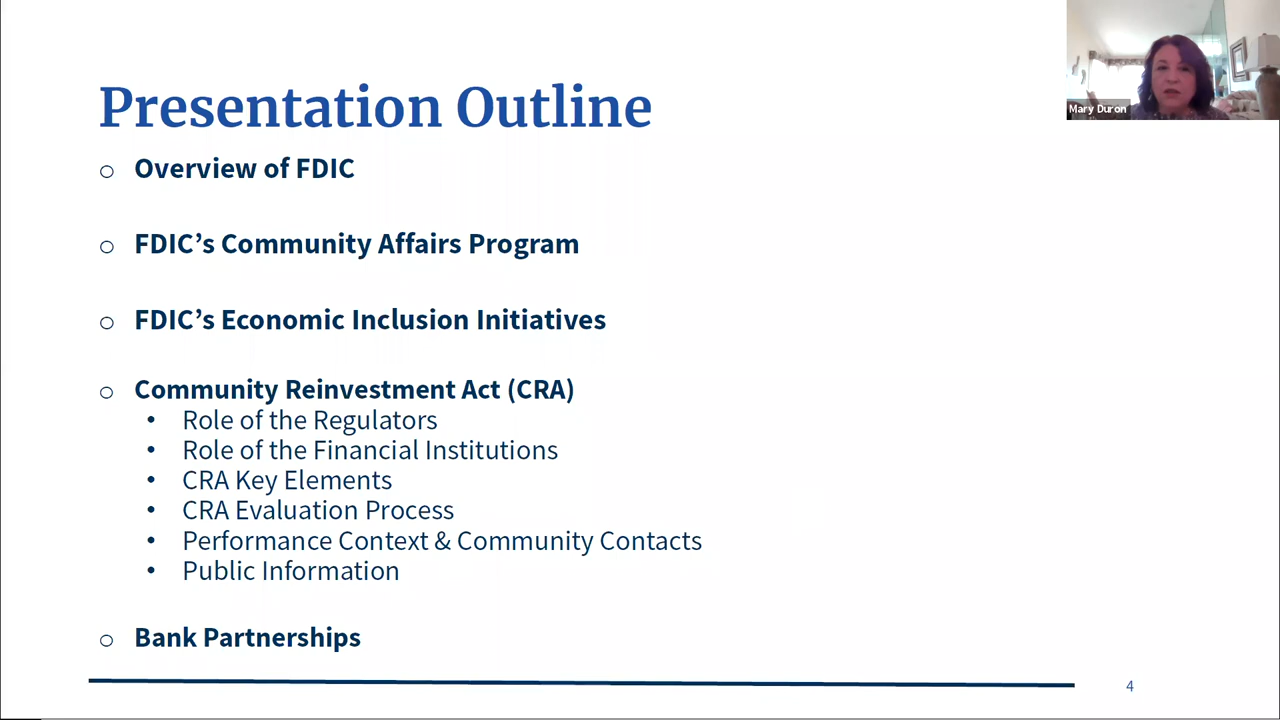 Presentation Outline
Mary Duron
○ Overview of FDIC
○ FDIC’s Community Affairs Program
○ FDIC’s Economic Inclusion Initiatives
○ Community Reinvestment Act (CRA)
• Role of the Regulators
• Role of the Financial Institutions
• CRA Key Elements
• CRA Evaluation Process
• Performance Context & Community Contacts
• Public Information
○ Bank Partnerships
4